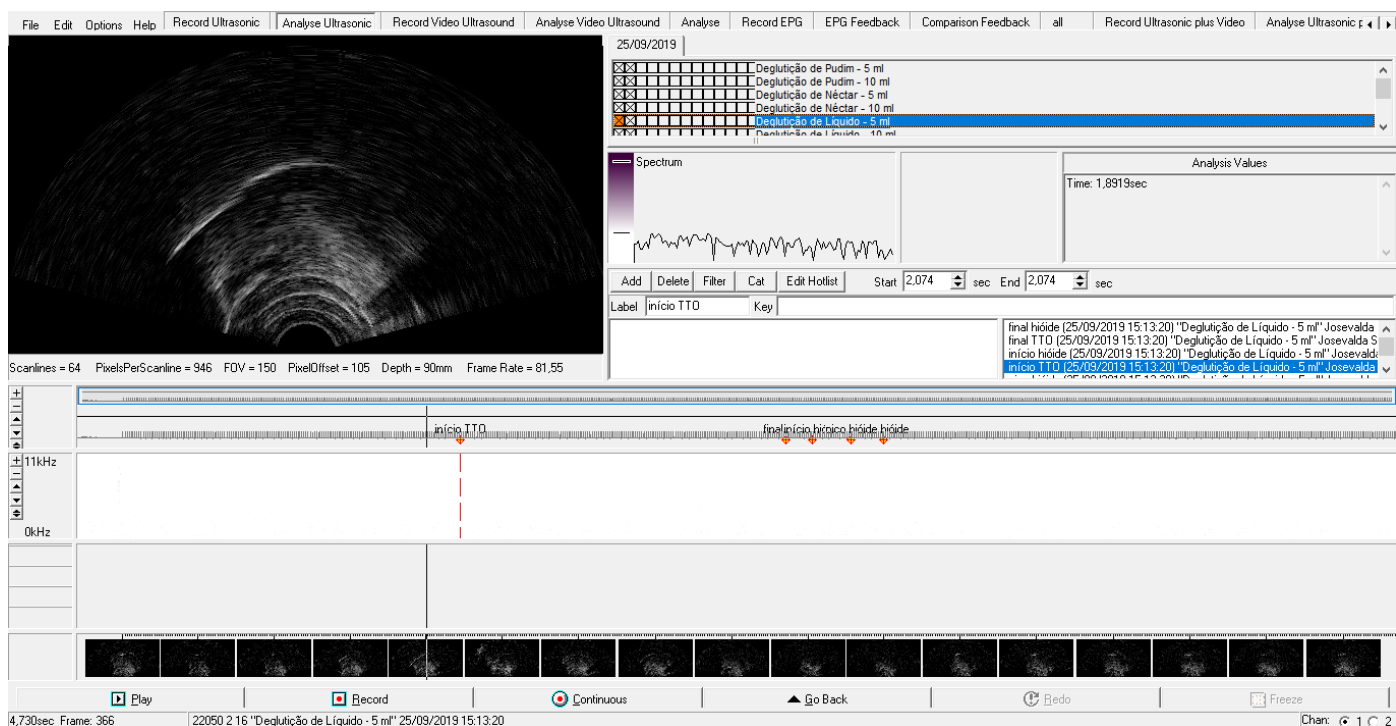 File Edit Options Help Record Ultrasonic Analyse Ultrasonic Record Video Ultrasound Analyse Video Ultrasound Analyse Record EPG EPG Feedback Comparison Feedback all Record Ultrasonic plus Video Analyse Ultrasonic
25/09/2019
Deglutição de Pudim - 5 ml
Deglutição de Pudim - 10 ml
Deglutição de Néctar - 5 ml
Deglutição de Néctar - 10 ml
Deglutição de Líquido - 5 ml
Deglutição de Líquido - 10 ml
Spectrum
Analysis Values
Time: 1,8919sec
Add Delete Filter Cat Edit Hotlist Start 2,074 sec End 2,074 sec
Label início TTO Key
final hióide (25/09/2019 15:13:20) "Deglutição de Líquido - 5 ml" Josevalda
final TTO (25/09/2019 15:13:20) "Deglutição de Líquido - 5 ml" Josevalda S
início hióide (25/09/2019 15:13:20) "Deglutição de Líquido - 5 ml" Josevalda
início TTO (25/09/2019 15:13:20) "Deglutição de Líquido - 5 ml" Josevalda
Scanlines = 64 PixelsPerScanline = 946 FOV = 150 PixelOffset = 105 Depth = 90mm Frame Rate = 81,55
início TTO
hióide hióide
11kHz
0kHz
Play Record Continuous Go Back Redo Freeze
4,730sec Frame: 366 22050 2 16 "Deglutição de Líquido - 5 ml" 25/09/2019 15:13:20 Chan: 1 2